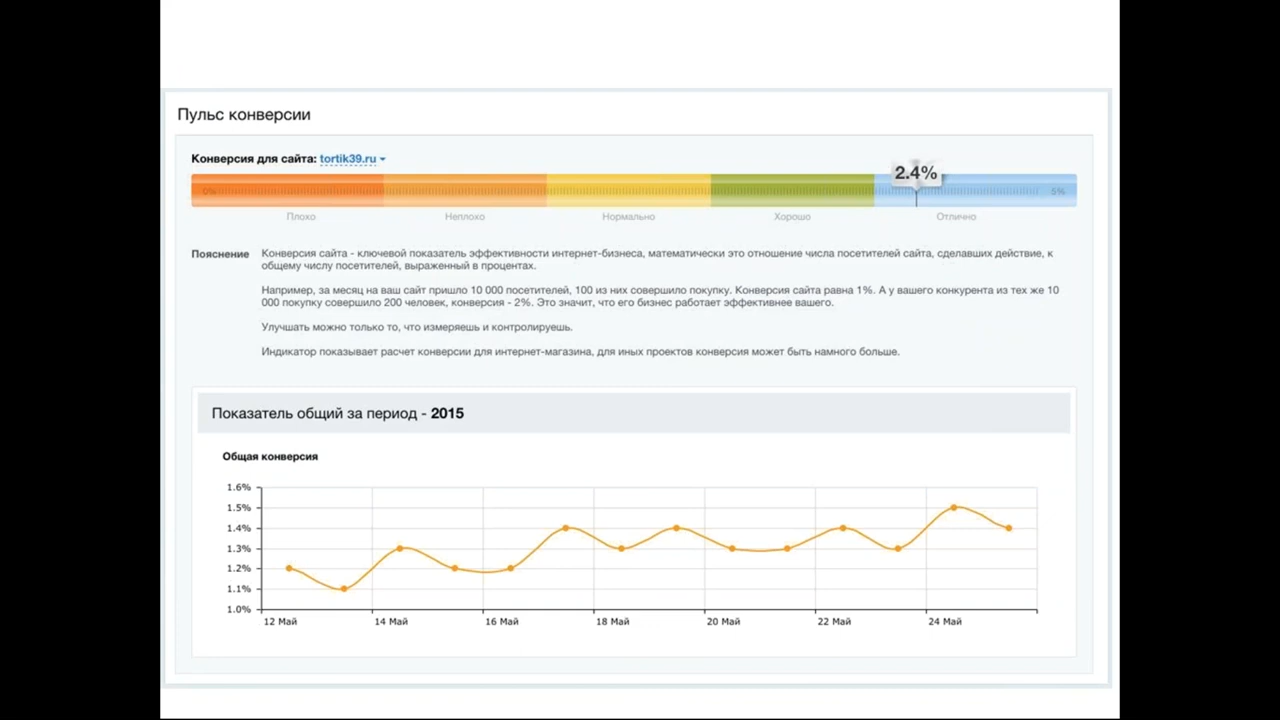 Пульс конверсии
Конверсия для сайта: tortik39.ru
2.4%
0%
5%
Плохо Неплохо Нормально Хорошо Отлично
Пояснение
Конверсия сайта - ключевой показатель эффективности интернет-бизнеса, математически это отношение числа посетителей сайта, сделавших действие, к
общему числу посетителей, выраженный в процентах.
Например, за месяц на ваш сайт пришло 10 000 посетителей, 100 из них совершило покупку. Конверсия сайта равна 1%. А у вашего конкурента из тех же 10
000 покупку совершило 200 человек, конверсия - 2%. Это значит, что его бизнес работает эффективнее вашего.
Улучшать можно только то, что измеряешь и контролируешь.
Индикатор показывает расчет конверсии для интернет-магазина, для иных проектов конверсия может быть намного больше.
Показатель общий за период - 2015
Общая конверсия
1.6%
1.5%
1.4%
1.3%
1.2%
1.1%
1.0%
12 Май 14 Май 16 Май 18 Май 20 Май 22 Май 24 Май